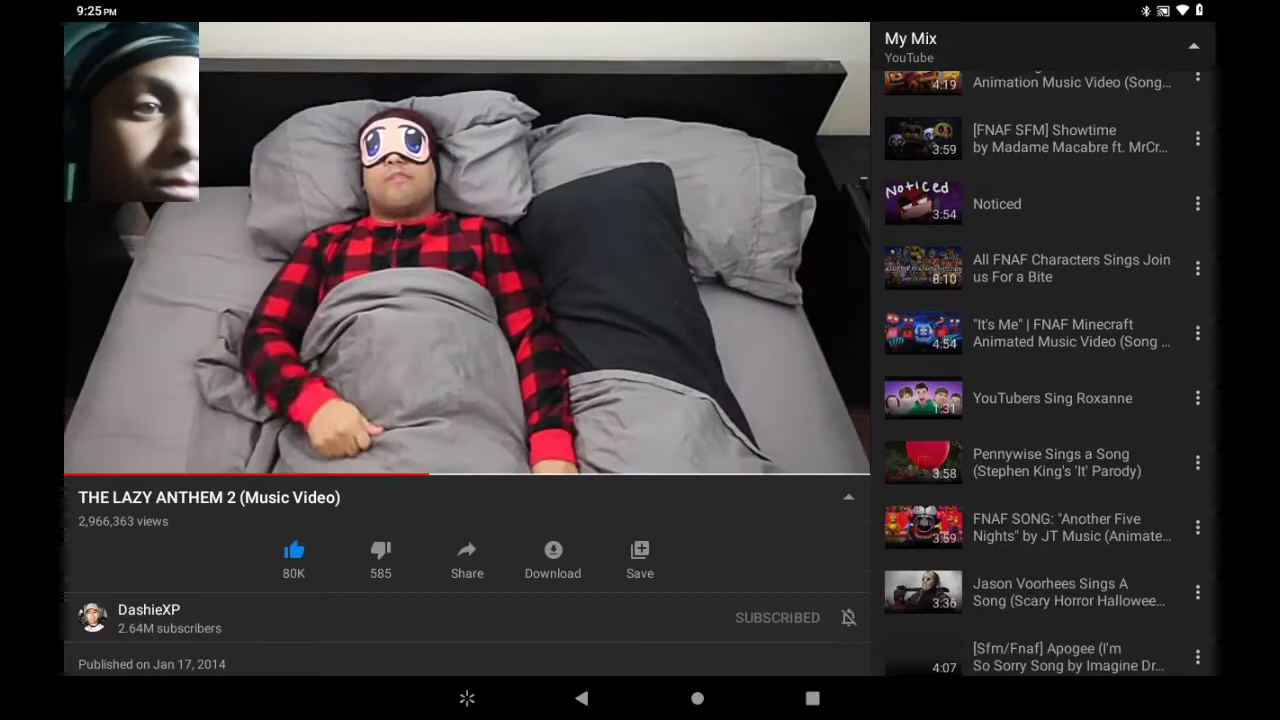 9:25 PM
THE LAZY ANTHEM 2 (Music Video)
2,966,363 views
80K
585
Share
Download
Save
DashieXP
2.64M subscribers
SUBSCRIBED
Published on Jan 17, 2014
My Mix
YouTube
4:19
Animation Music Video (Song...
3:59
[FNAF SFM] Showtime
by Madame Macabre ft. MrCr...
NoTiced
3:54
Noticed
8:10
All FNAF Characters Sings Join
us For a Bite
4:54
"It's Me" | FNAF Minecraft
Animated Music Video (Song ...
1:31
YouTubers Sing Roxanne
3:58
Pennywise Sings a Song
(Stephen King's 'It' Parody)
3:59
FNAF SONG: "Another Five
Nights" by JT Music (Animate...
3:36
Jason Voorhees Sings A
Song (Scary Horror Hallowee...
4:07
[Sfm/Fnaf] Apogee (I'm
So Sorry Song by Imagine Dr...